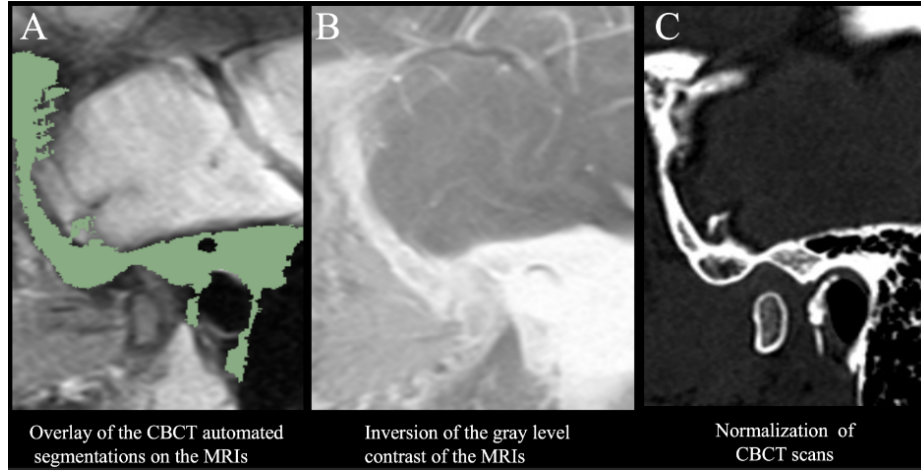 A
B
C
Overlay of the CBCT automated
segmentations on the MRIs
Inversion of the gray level
contrast of the MRIs
Normalization of
CBCT scans